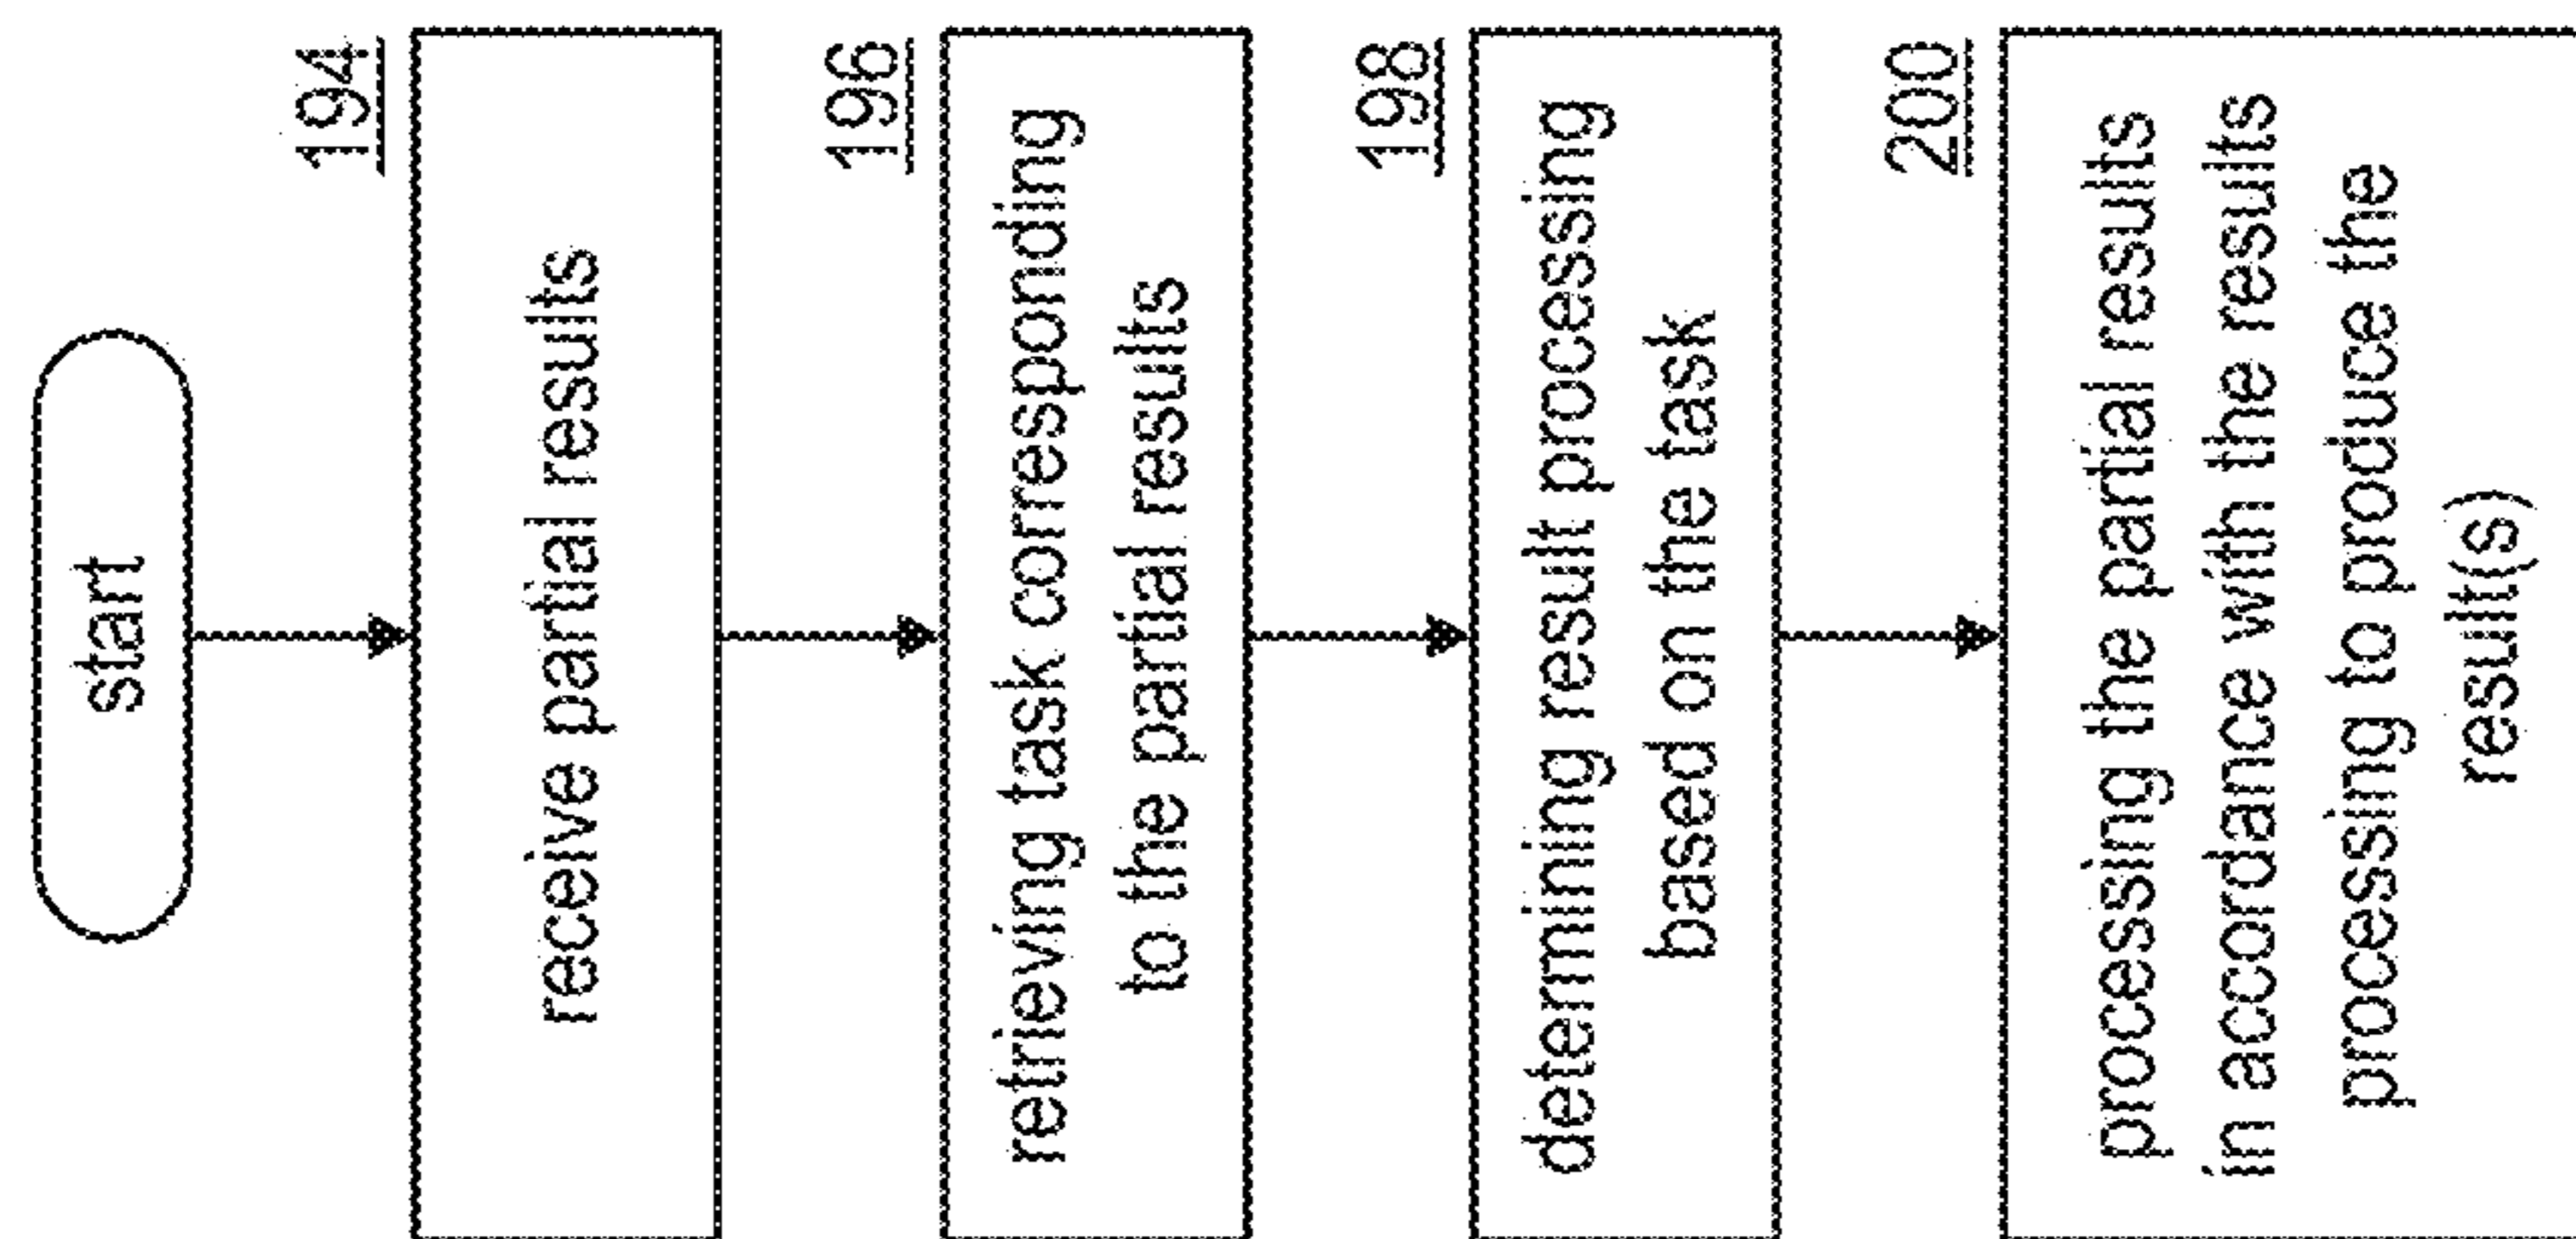 start
194
receive partial results
196
retrieving task corresponding
to the partial results
198
determining result processing
based on the task
200
processing the partial results
in accordance with the results
processing to produce the
result(s)